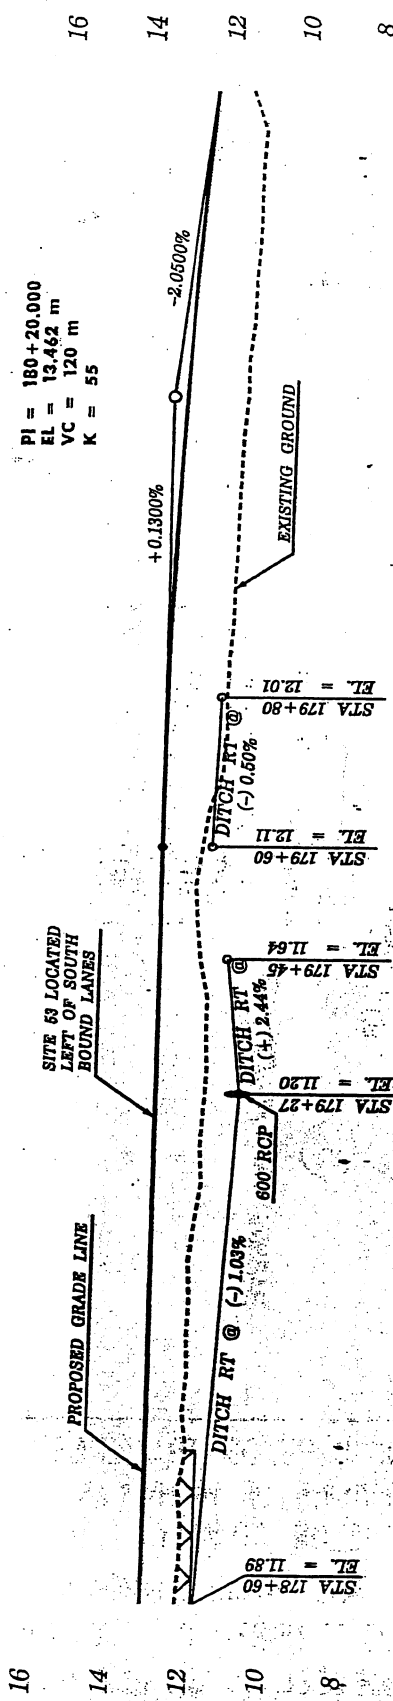 16
14
12
10
8
PI = 180+20.000
EL = 13.462 m
VC = 120 m
K = 55
-2.0500%
+0.1300%
EXISTING GROUND
STA 179+80
EL = 12.01
DITCH RT @
(-) 0.50%
STA 179+60
EL = 12.11
SITE 53 LOCATED
LEFT OF SOUTH
BOUND LANES
STA 179+45
EL = 11.64
DITCH RT @
(+) 2.44%
STA 179+27
EL = 11.20
600 RCP
PROPOSED GRADE LINE
DITCH RT @ (-) 1.03%
STA 178+60
EL = 11.89
16
14
12
10
8